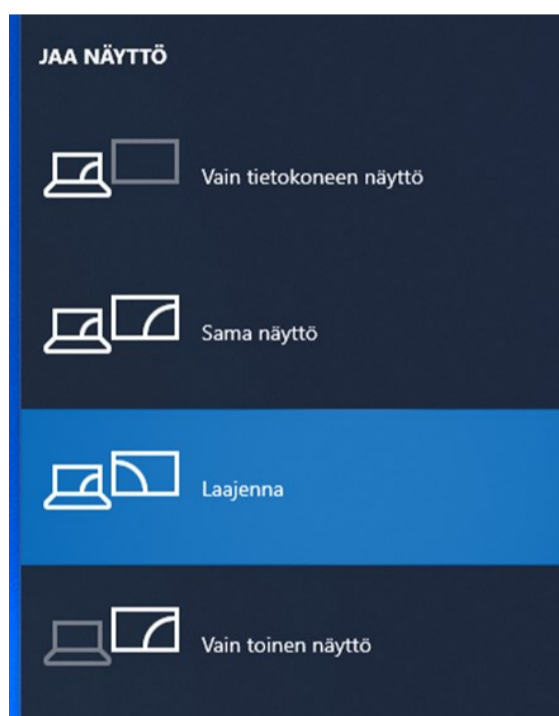 JAA NÄYTTÖ
Vain tietokoneen näyttö
Sama näyttö
Laajenna
Vain toinen näyttö